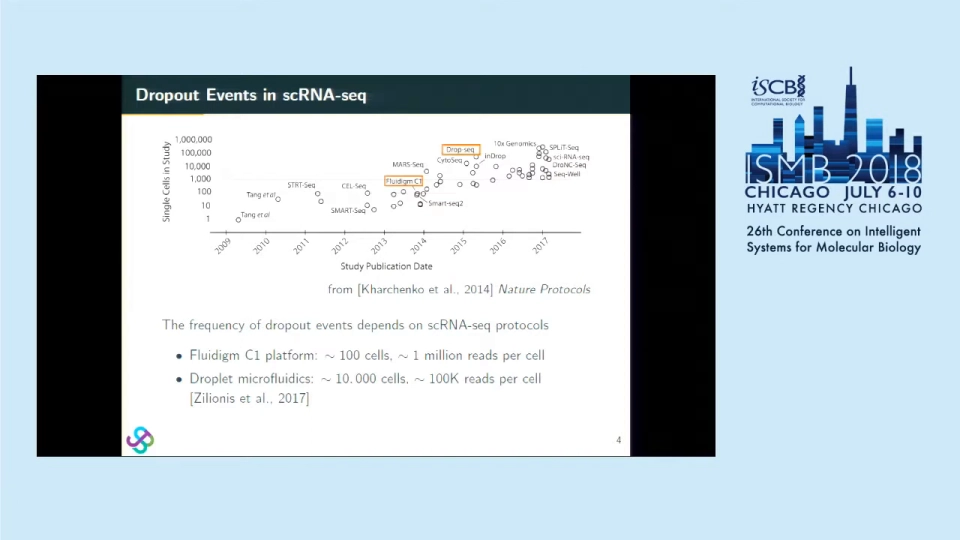 Dropout Events in scRNA-seq
Single Cells in Study
1,000,000
100,000
10,000
1,000
100
10
1
Tang et al
Tang et al
STRT-Seq
CEL-Seq
SMART-Seq
MARS-Seq
Fluidigm C1
Smart-seq2
Drop-seq
CytoSeq
inDrop
10x Genomics
SPLiT-Seq
sci-RNA-seq
DroNC-Seq
Seq-Well
2009
2010
2011
2012
2013
2014
2015
2016
2017
Study Publication Date
from [Kharchenko et al., 2014] Nature Protocols
The frequency of dropout events depends on scRNA-seq protocols
• Fluidigm C1 platform: ∼ 100 cells, ∼ 1 million reads per cell
• Droplet microfluidics: ∼ 10,000 cells, ∼ 100K reads per cell
[Zilionis et al., 2017]
4
iSCB
INTERNATIONAL SOCIETY FOR
COMPUTATIONAL BIOLOGY
ISMB 2018
CHICAGO JULY 6-10
HYATT REGENCY CHICAGO
26th Conference on Intelligent
Systems for Molecular Biology